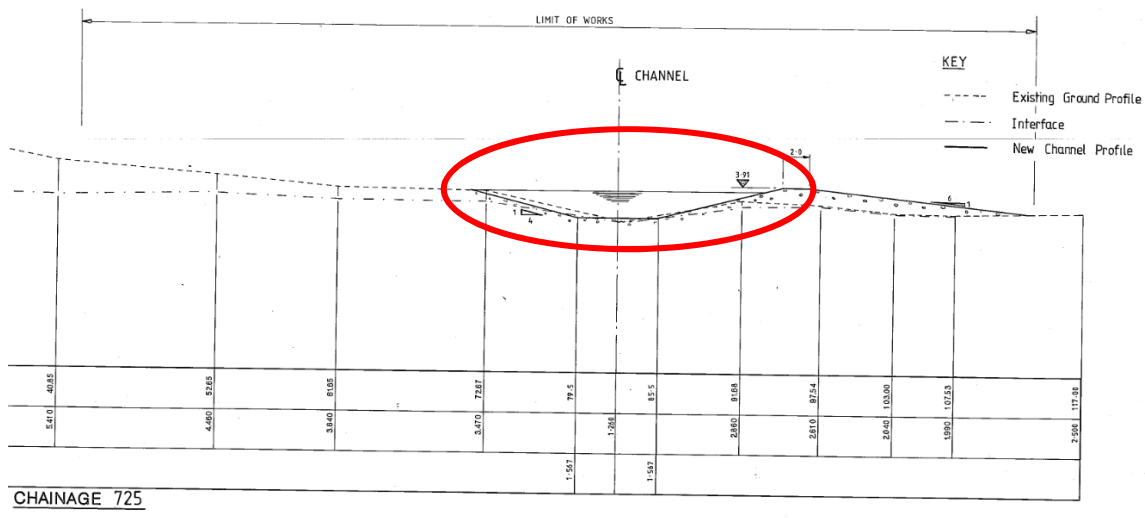 LIMIT OF WORKS
℄ CHANNEL
KEY
Existing Ground Profile
Interface
New Channel Profile
2·0
3·91
1
4
6
1
40.85 52.65 61.65 72.67 79·5 85·5 91.68 97.54 103.00 107.53 117·00
5.410 4.460 3.840 3.470 1·260 2.860 2.610 2.040 1.990 2·500
1·567 1·567
CHAINAGE 725